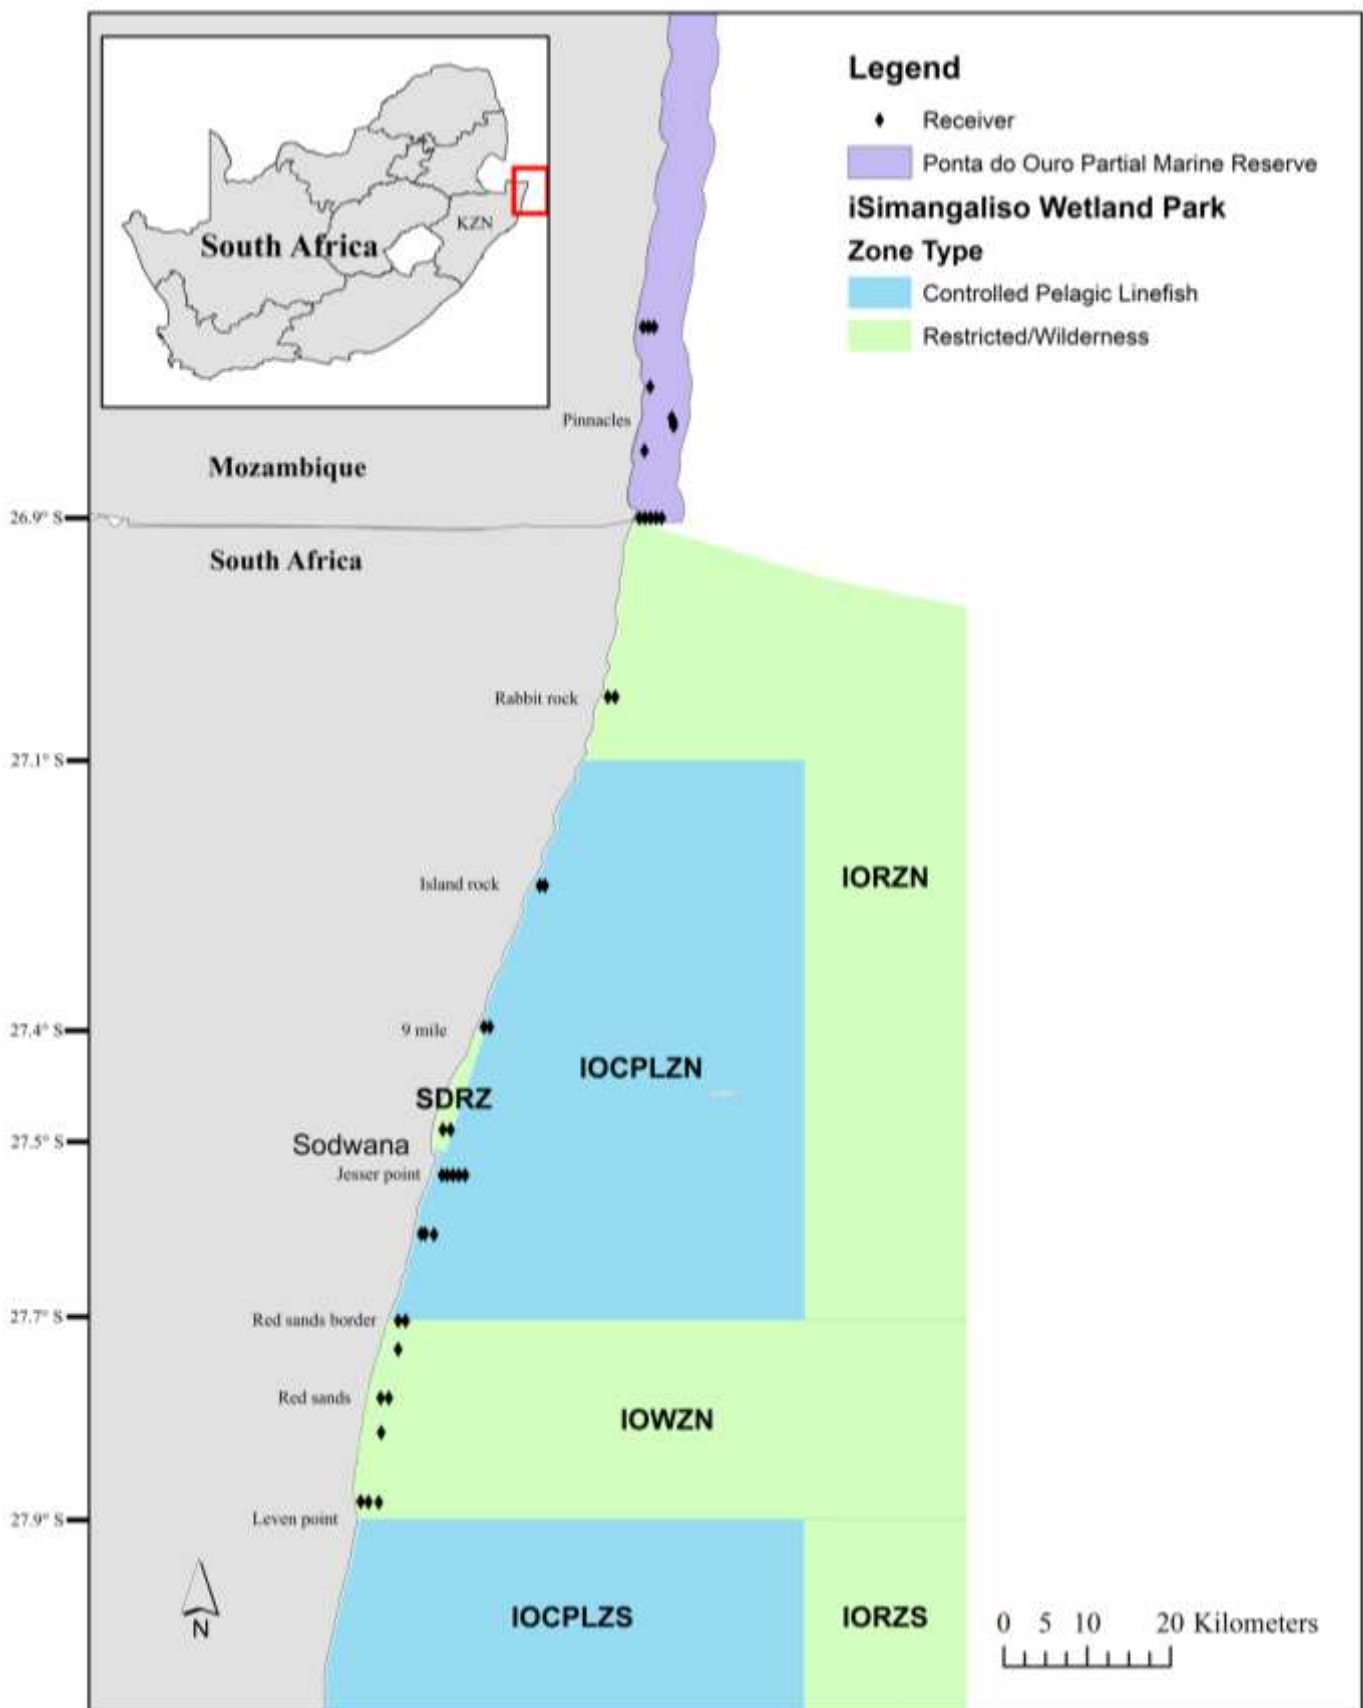 Legend
Receiver
Ponta do Ouro Partial Marine Reserve
iSimangaliso Wetland Park
Zone Type
Controlled Pelagic Linefish
Restricted/Wilderness
KZN
South Africa
Pinnacles
Mozambique
26.9° S
South Africa
Rabbit rock
27.1° S
IORZN
Island rock
27.4° S
9 mile
IOCPLZN
SDRZ
27.5° S
Sodwana
Jesser point
27.7° S
Red sands border
Red sands
IOWZN
27.9° S
Leven point
IOCPLZS
IORZS
N
0 5 10 20 Kilometers